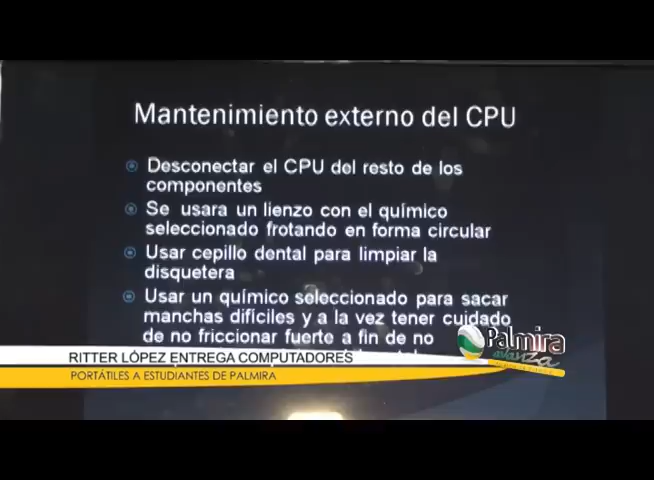 Mantenimiento externo del CPU
Desconectar el CPU del resto de los
componentes
Se usara un lienzo con el químico
seleccionado frotando en forma circular
Usar cepillo dental para limpiar la
disquetera
Usar un químico seleccionado para sacar
manchas difíciles y a la vez tener cuidado
de no friccionar fuerte a fin de no
RITTER LÓPEZ ENTREGA COMPUTADORES
PORTÁTILES A ESTUDIANTES DE PALMIRA
Palmira
avanza